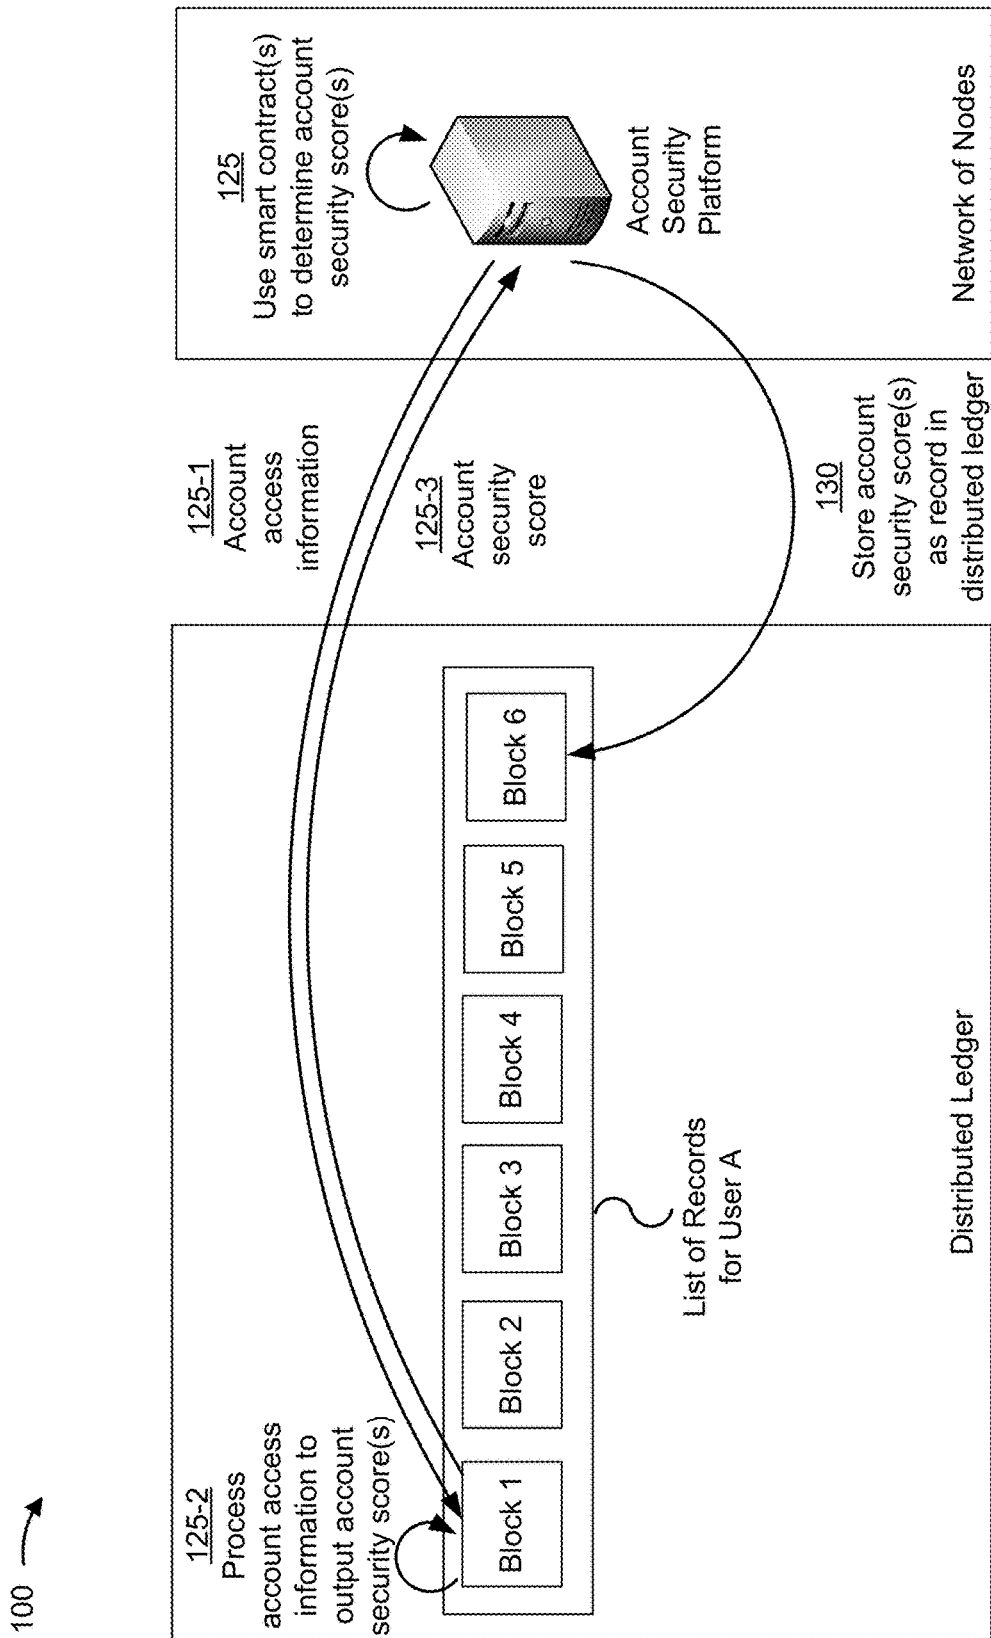 100
125-2
Process
account access
information to
output account
security score(s)
125-1
Account
access
information
125-3
Account
security
score
125
Use smart contract(s)
to determine account
security score(s)
Account
Security
Platform
Block 1
Block 2
Block 3
Block 4
Block 5
Block 6
List of Records
for User A
130
Store account
security score(s)
as record in
distributed ledger
Distributed Ledger
Network of Nodes